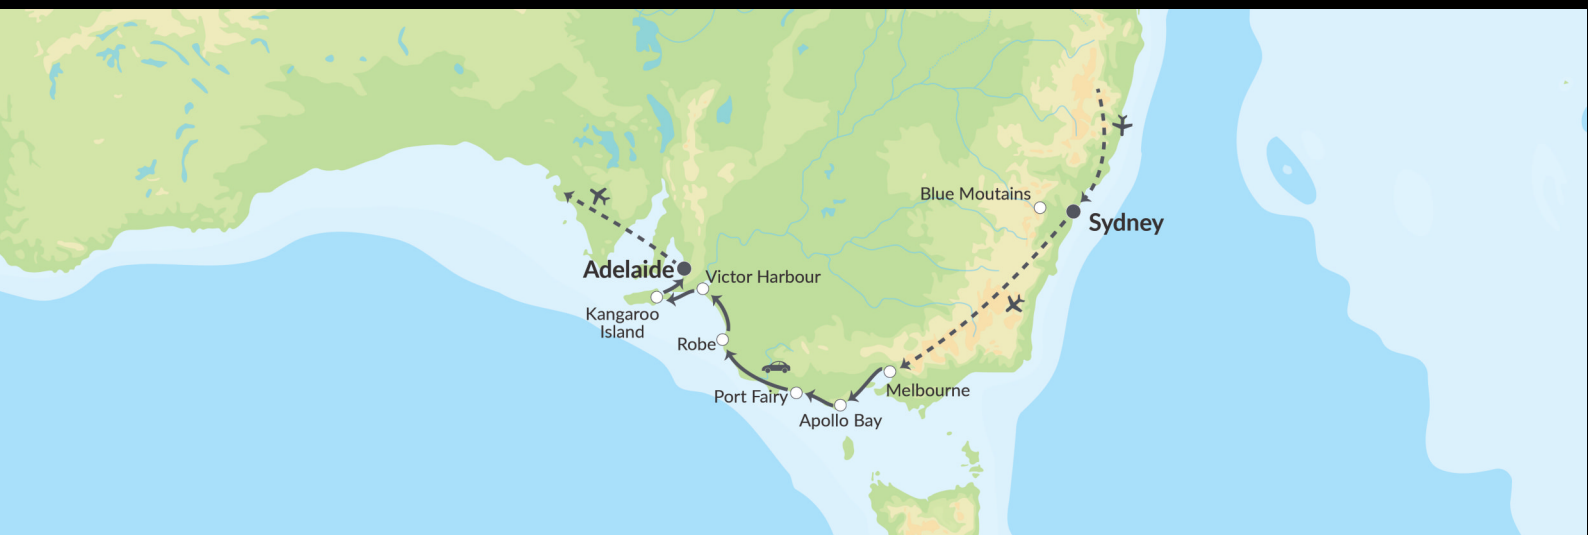 Blue Moutains
Sydney
Adelaide
Victor Harbour
Kangaroo
Island
Robe
Port Fairy
Melbourne
Apollo Bay